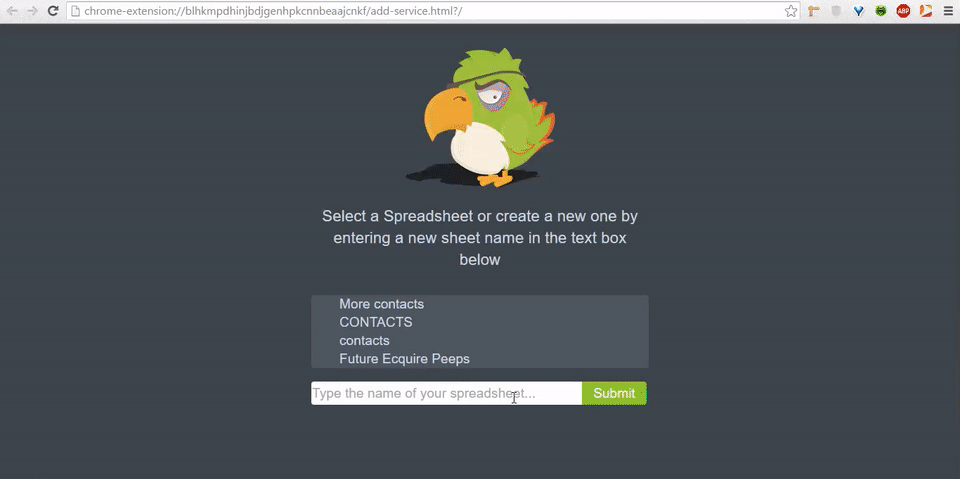 chrome-extension://blhkmpdhinjbdjgenhpkcnnbeaajcnkf/add-service.html?/
ABP
Select a Spreadsheet or create a new one by
entering a new sheet name in the text box
below
More contacts
CONTACTS
contacts
Future Ecquire Peeps
Type the name of your spreadsheet...
Submit